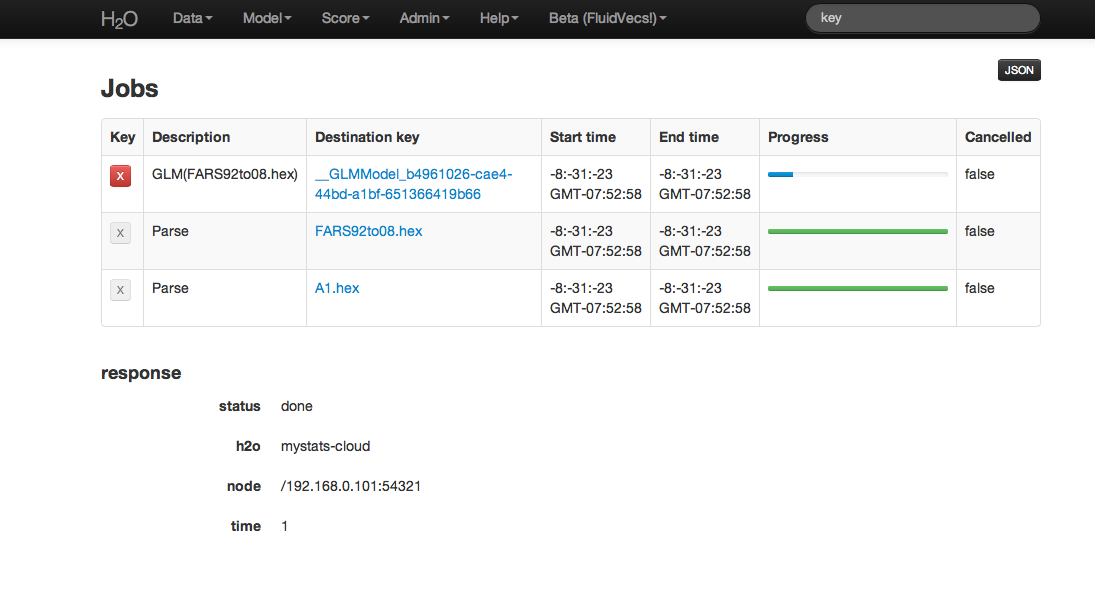 H2O Data Model Score Admin Help Beta (FluidVecs!) key
JSON
Jobs
Key Description Destination key Start time End time Progress Cancelled
X GLM(FARS92to08.hex) __GLMModel_b4961026-cae4- -8:-31:-23 -8:-31:-23 false
44bd-a1bf-651366419b66 GMT-07:52:58 GMT-07:52:58
X Parse FARS92to08.hex -8:-31:-23 -8:-31:-23 false
GMT-07:52:58 GMT-07:52:58
X Parse A1.hex -8:-31:-23 -8:-31:-23 false
GMT-07:52:58 GMT-07:52:58
response
status done
h2o mystats-cloud
node /192.168.0.101:54321
time 1